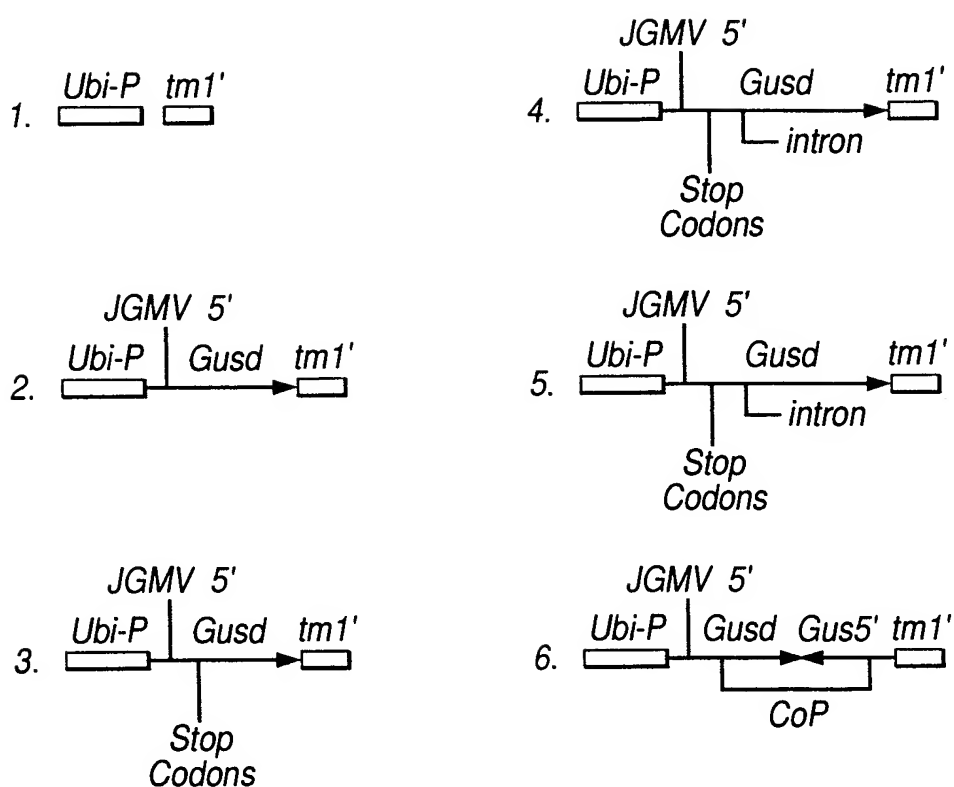 1. Ubi-P tm1'
JGMV 5'
2. Ubi-P Gusd tm1'
JGMV 5'
3. Ubi-P Gusd tm1'
Stop
Codons
JGMV 5'
4. Ubi-P Gusd tm1'
intron
Stop
Codons
JGMV 5'
5. Ubi-P Gusd tm1'
intron
Stop
Codons
JGMV 5'
6. Ubi-P Gusd Gus5' tm1'
CoP